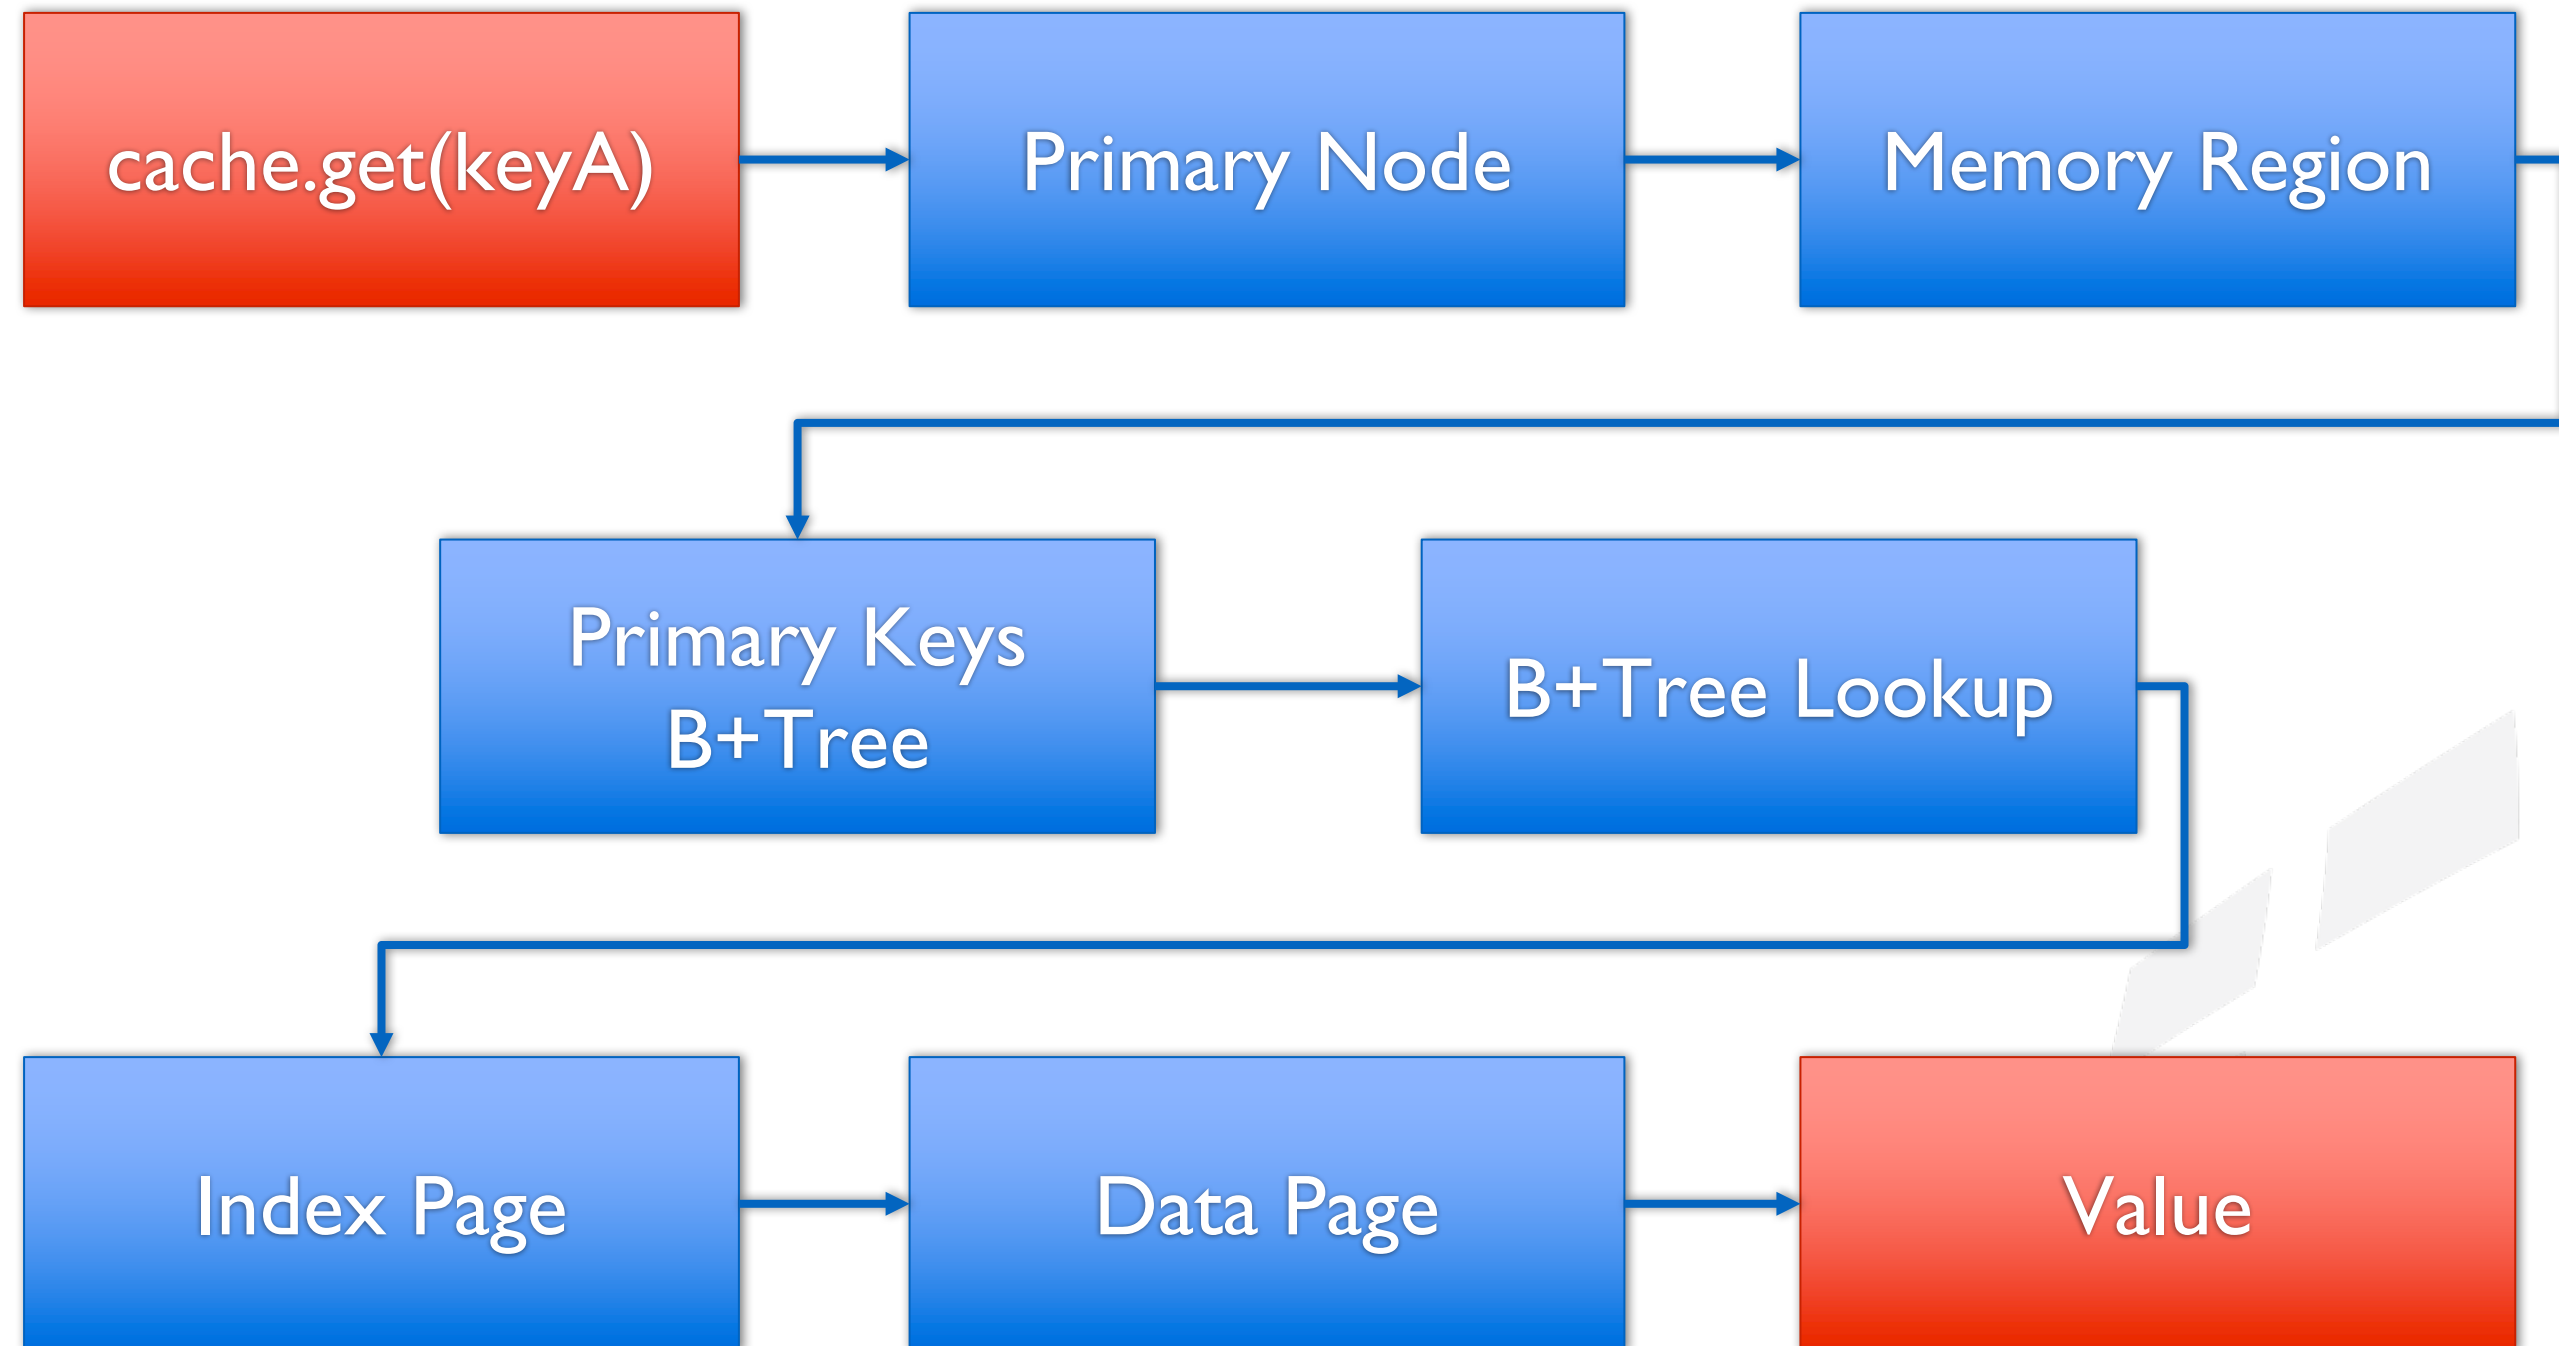 cache.get(keyA)
Primary Node
Memory Region
Primary Keys
B+Tree
B+Tree Lookup
Index Page
Data Page
Value